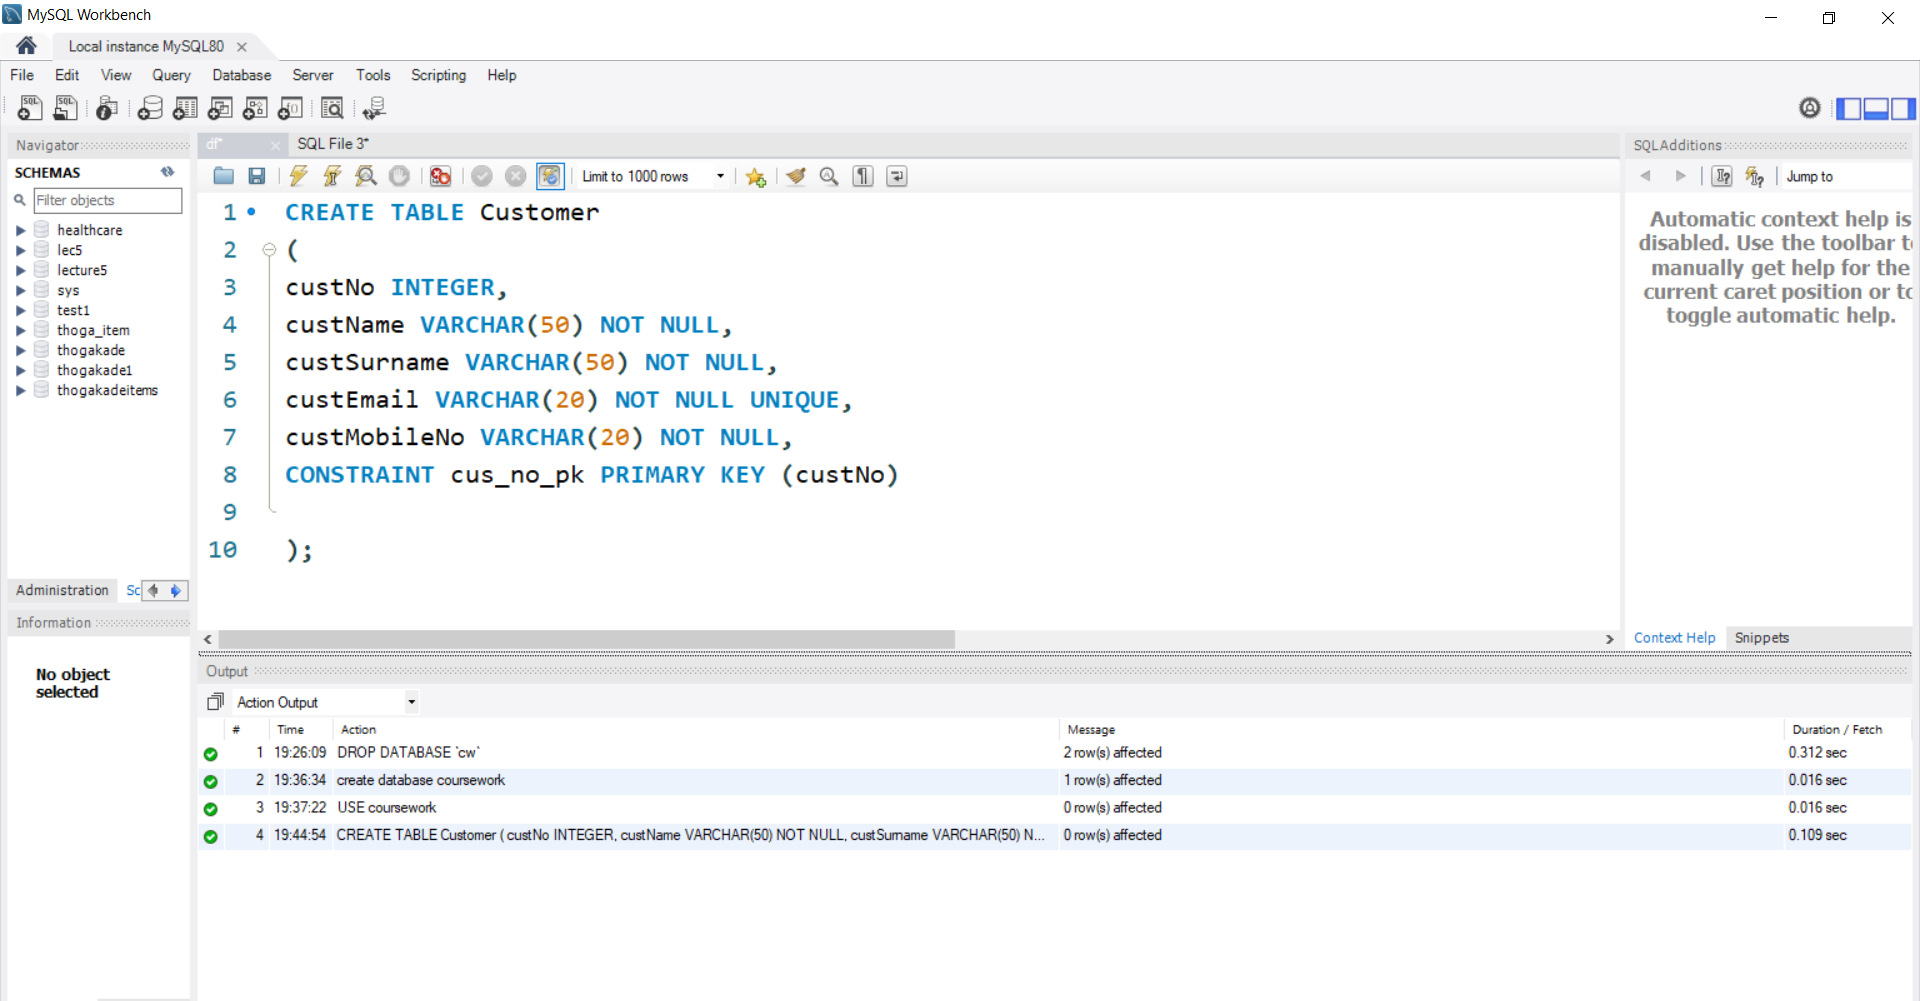 MySQL Workbench
Local instance MySQL80
File Edit View Query Database Server Tools Scripting Help
Navigator
SCHEMAS
Filter objects
healthcare
lec5
lecture5
sys
test1
thoga_item
thogakade
thogakade1
thogakadeitems
Administration Sc
Information
No object
selected
df* SQL File 3*
Limit to 1000 rows
1 CREATE TABLE Customer
2 (
3 custNo INTEGER,
4 custName VARCHAR(50) NOT NULL,
5 custSurname VARCHAR(50) NOT NULL,
6 custEmail VARCHAR(20) NOT NULL UNIQUE,
7 custMobileNo VARCHAR(20) NOT NULL,
8 CONSTRAINT cus_no_pk PRIMARY KEY (custNo)
9
10 );
SQLAdditions
Jump to
Automatic context help is
disabled. Use the toolbar t
manually get help for the
current caret position or to
toggle automatic help.
Context Help Snippets
Output
Action Output
# Time Action Message Duration / Fetch
1 19:26:09 DROP DATABASE `cw` 2 row(s) affected 0.312 sec
2 19:36:34 create database coursework 1 row(s) affected 0.016 sec
3 19:37:22 USE coursework 0 row(s) affected 0.016 sec
4 19:44:54 CREATE TABLE Customer ( custNo INTEGER, custName VARCHAR(50) NOT NULL, custSurname VARCHAR(50) N... 0 row(s) affected 0.109 sec